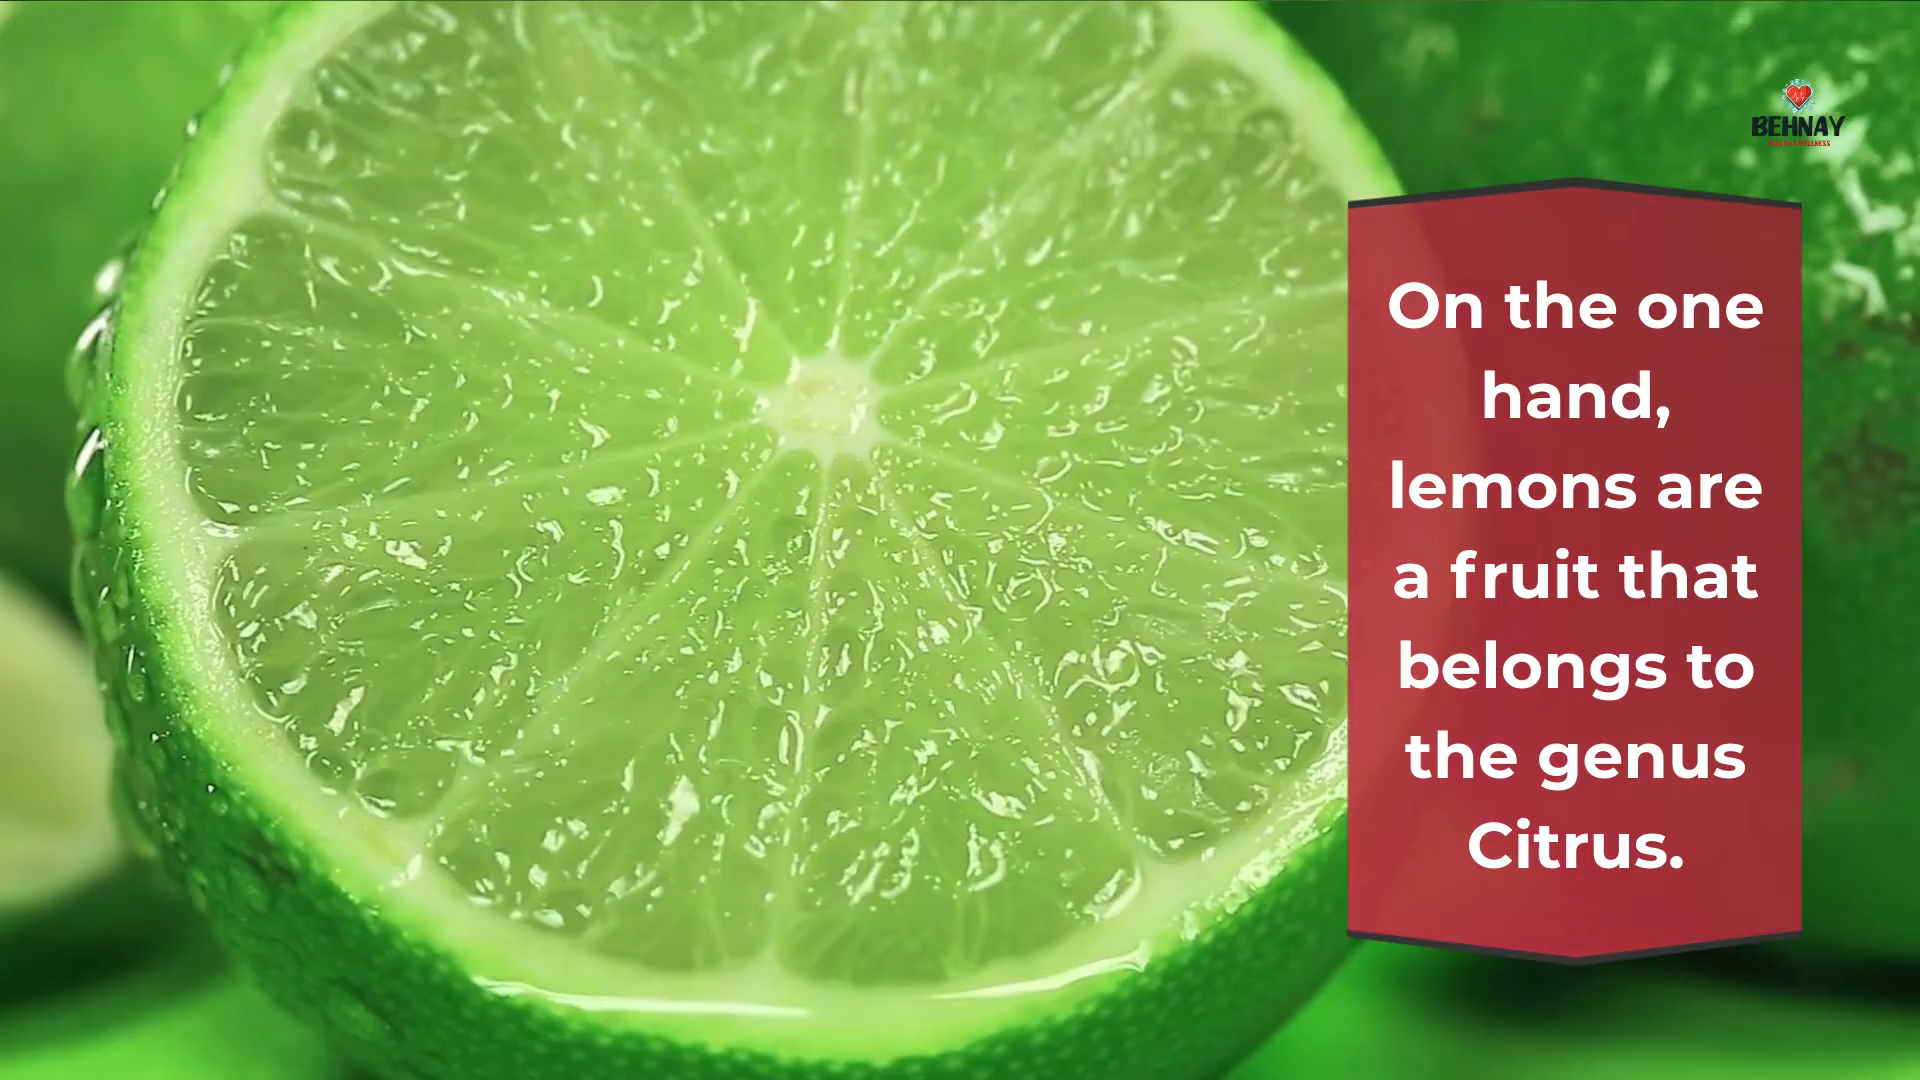 BEHNAY
On the one
hand,
lemons are
a fruit that
belongs to
the genus
Citrus.